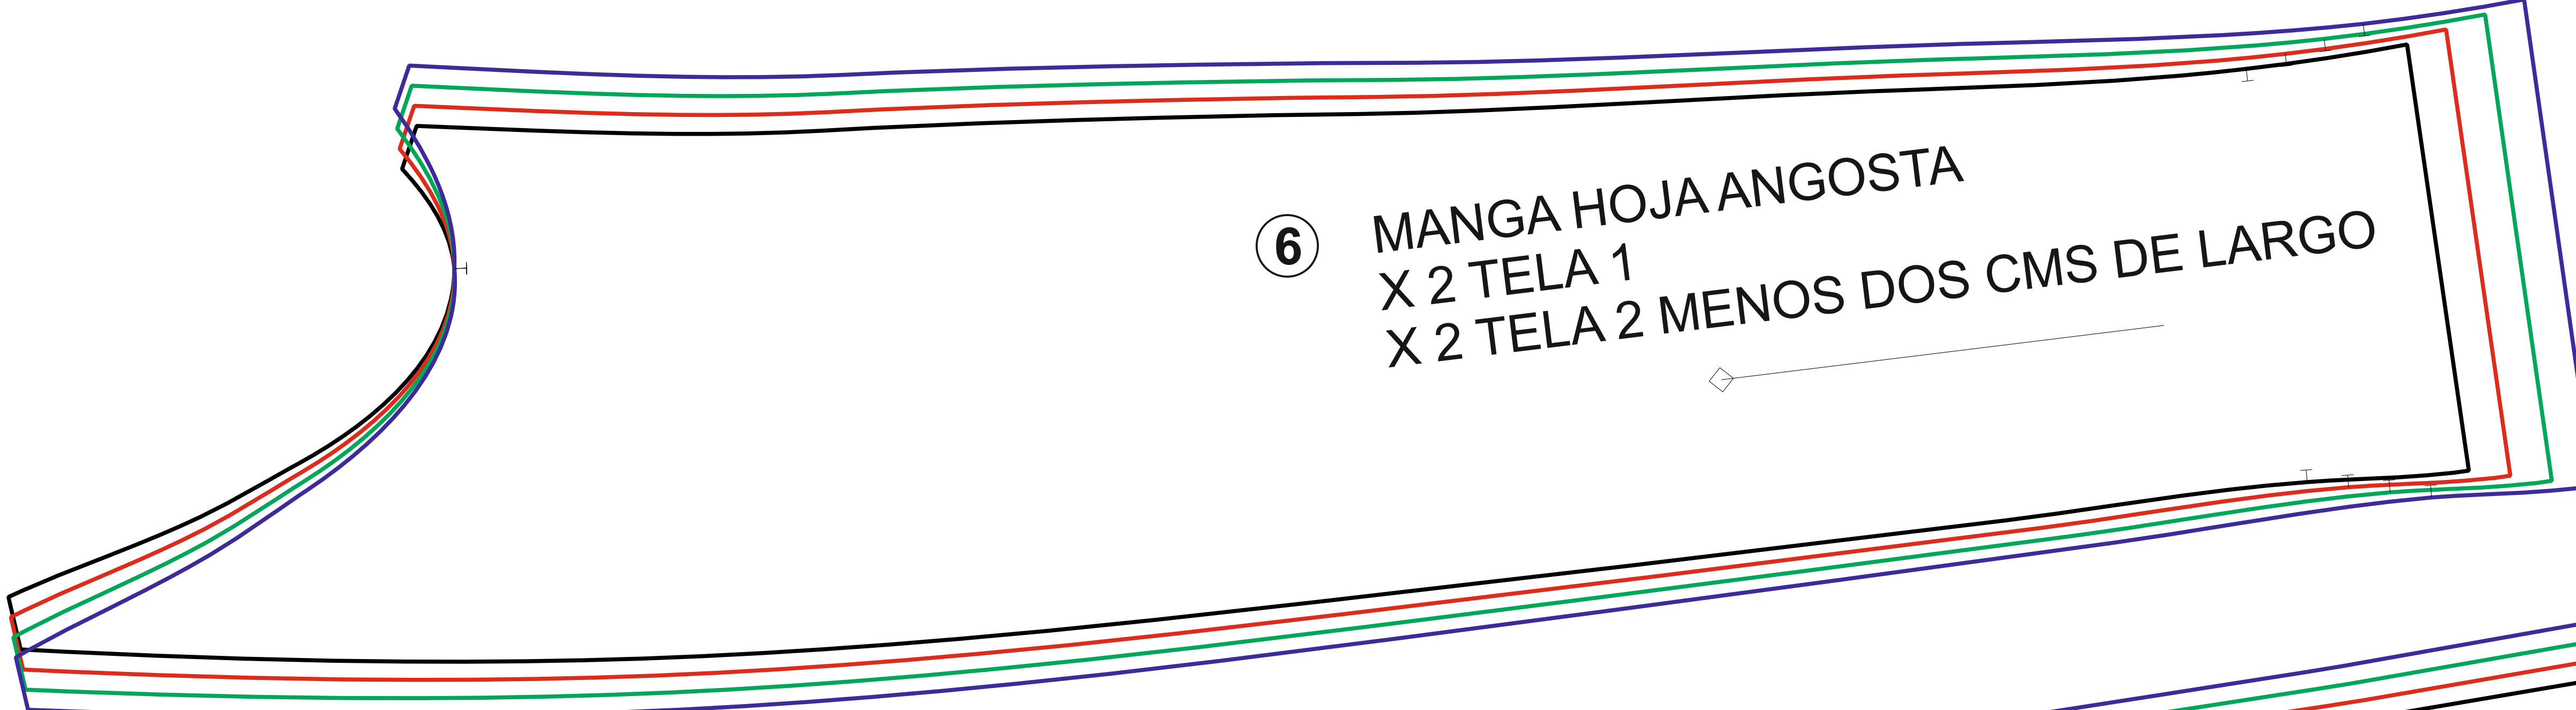 6
MANGA HOJA ANGOSTA
X 2 TELA 1
X 2 TELA 2 MENOS DOS CMS DE LARGO